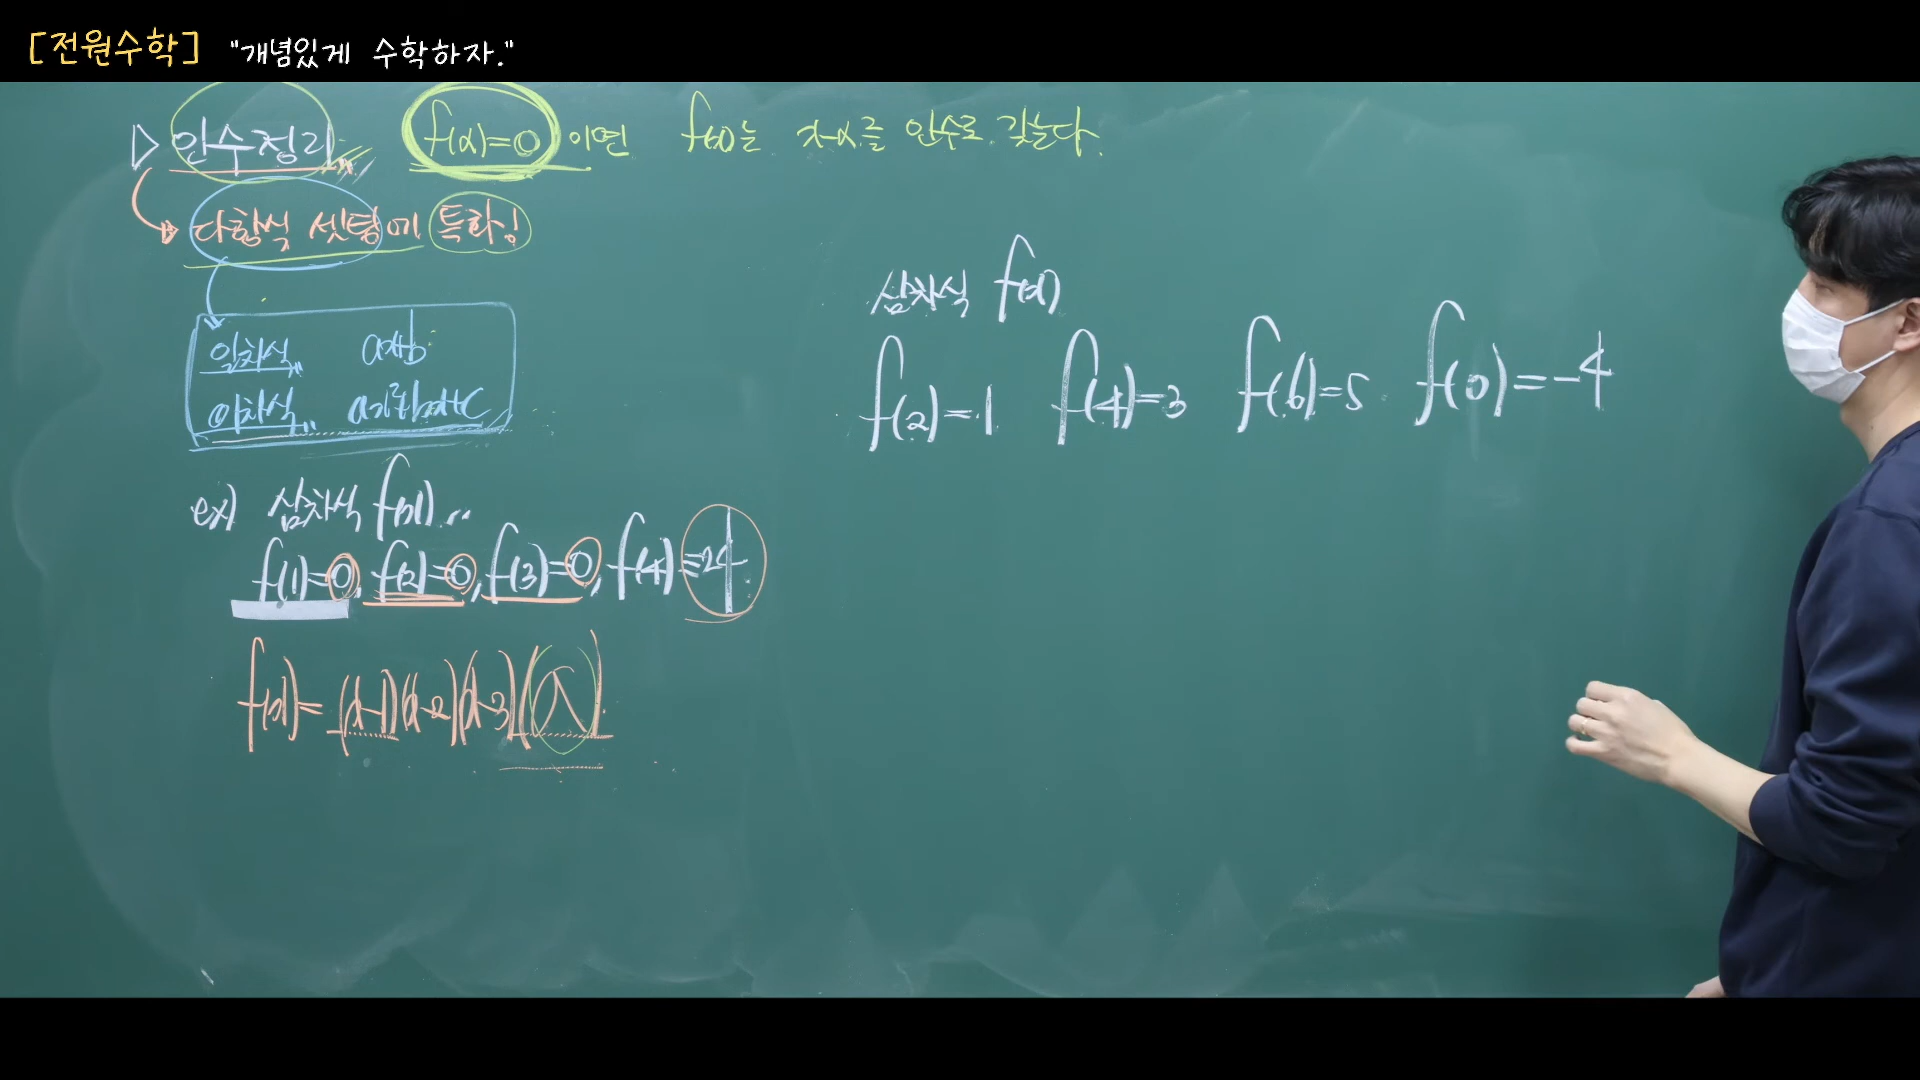 [전원수학] "개념있게 수학하자."
▷ 인수정리 f(α)=0 이면 f(x)는 x-α를 인수로 갖는다.
다항식 셋팅에 특화됨
일차식 ax+b
이차식 ax²+bx+c
ex) 삼차식 f(x)
f(1)=0, f(2)=0, f(3)=0, f(4)=24
f(x)=(x-1)(x-2)(x-3)(a)
삼차식 f(x)
f(2)=1 f(4)=3 f(6)=5 f(0)=-4